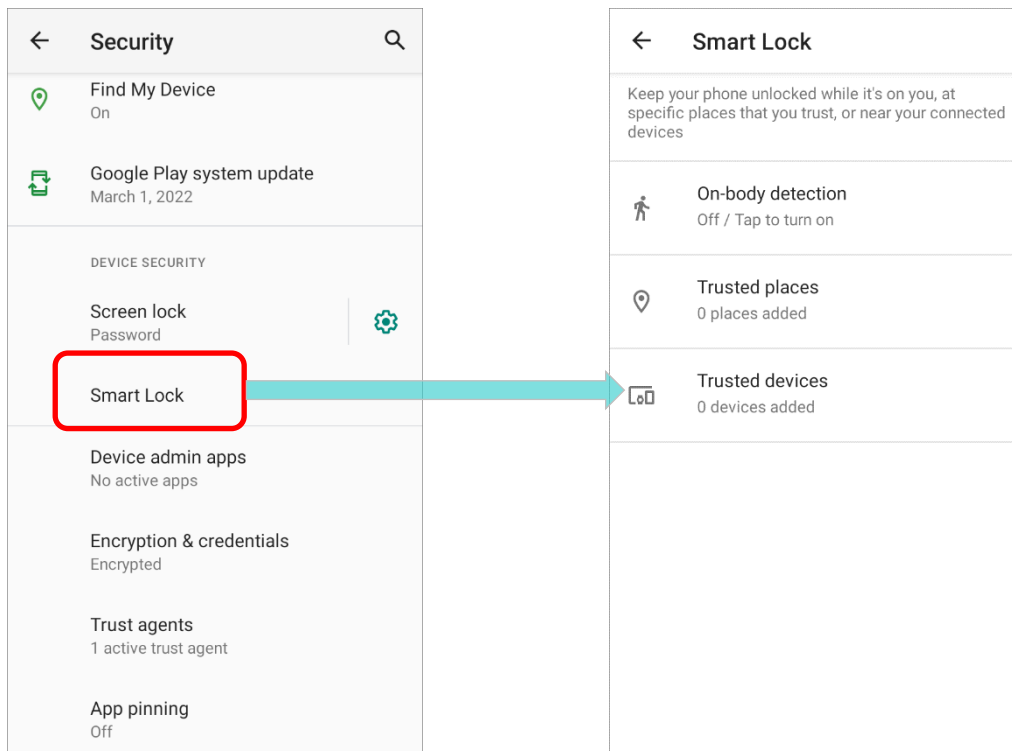 Security
Find My Device
On
Google Play system update
March 1, 2022
DEVICE SECURITY
Screen lock
Password
Smart Lock
Device admin apps
No active apps
Encryption & credentials
Encrypted
Trust agents
1 active trust agent
App pinning
Off
Smart Lock
Keep your phone unlocked while it's on you, at
specific places that you trust, or near your connected
devices
On-body detection
Off / Tap to turn on
Trusted places
0 places added
Trusted devices
0 devices added